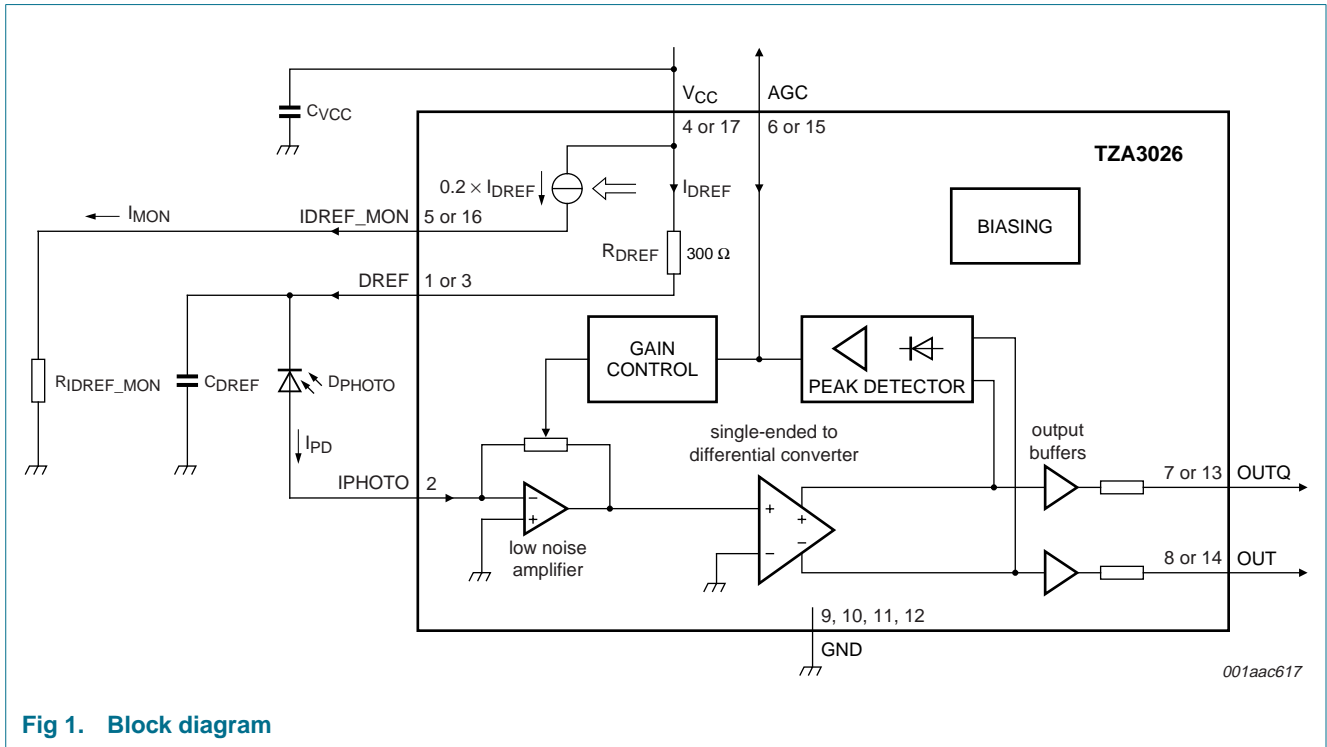 VCC
AGC
CVCC
4 or 17
6 or 15
TZA3026
0.2 × IDREF
IDREF
IMON
IDREF_MON
5 or 16
BIASING
RDREF
300 Ω
DREF
1 or 3
GAIN
CONTROL
PEAK DETECTOR
RIDREF_MON
CDREF
DPHOTO
IPD
single-ended to
differential converter
output
buffers
IPHOTO
2
7 or 13
OUTQ
low noise
amplifier
8 or 14
OUT
9, 10, 11, 12
GND
001aac617
Fig 1. Block diagram